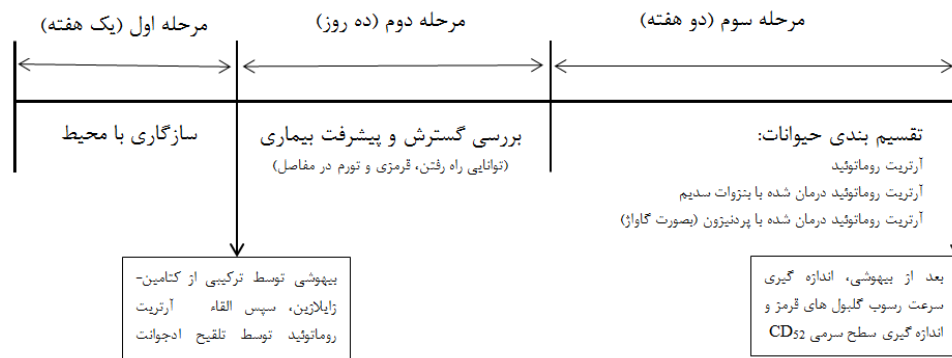 مرحله اول (یک هفته)
مرحله دوم (ده روز)
مرحله سوم (دو هفته)
سازگاری با محیط
بررسی گسترش و پیشرفت بیماری
(توانایی راه رفتن، قرمزی و تورم در مفاصل)
تقسیم بندی حیوانات:
آرتریت روماتوئید
آرتریت روماتوئید درمان شده با بنزوات سدیم
آرتریت روماتوئید درمان شده با پردنیزون (بصورت گاواژ)
بیهوشی توسط ترکیبی از کتامین-
زایلازین، سپس القاء آرتریت
روماتوئید توسط تلقیح ادجوانت
بعد از بیهوشی، اندازه گیری
سرعت رسوب گلبول های قرمز و
اندازه گیری سطح سرمی CD52